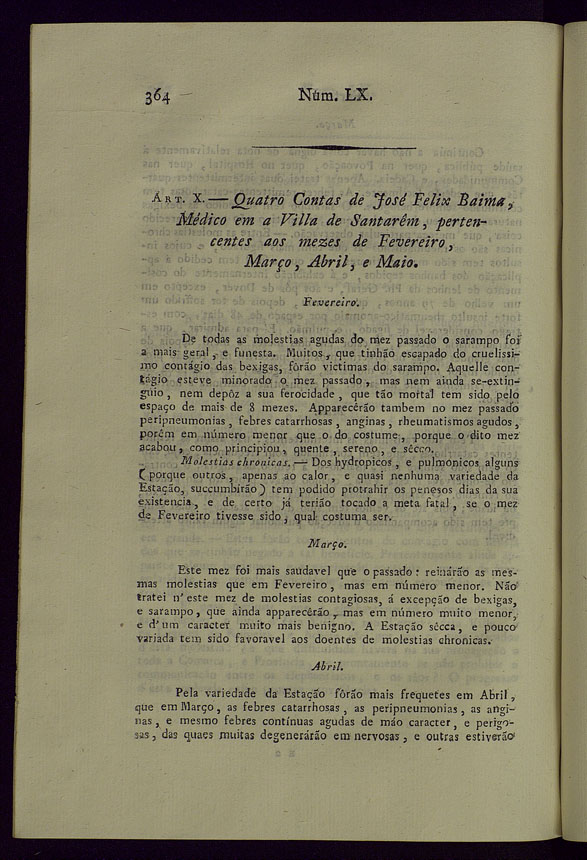 364 Núm. LX.
ART. X. — Quatro Contas de José Felix Baima,
Médico em a Villa de Santarém, perten-
centes aos mezes de Fevereiro,
Março, Abril, e Maio.
Fevereiro.
De todas as molestias agudas do mez passado o sarampo foi
a mais geral, e funesta. Muitos, que tinhão escapado do cruelissi-
mo contágio das bexigas, fôrão victimas do sarampo. Aquelle con-
tágio esteve minorado o mez passado, mas nem ainda se-extin-
guio, nem depôz a sua ferocidade, que tão mortal tem sido pelo
espaço de mais de 8 mezes. Apparecêrão tambem no mez passado
peripneumonias, febres catarrhosas, anginas, rheumatismos agudos,
porêm em número menor que o do costume, porque o dito mez
acabou, como principiou, quente, sereno, e sêcco.
Molestias chronicas. — Dos hydropicos, e pulmonicos alguns
(porque outros, apenas ao calor, e quasi nenhuma variedade da
Estação, succumbírão) tem podido protrahir os penesos dias da sua
existencia, e de certo já terião tocado a meta fatal, se o mez
de Fevereiro tivesse sido, qual costuma ser.
Março.
Este mez foi mais saudavel que o passado: reinárão as mes-
mas molestias que em Fevereiro, mas em número menor. Não
tratei n'este mez de molestias contagiosas, á excepção de bexigas,
e sarampo, que ainda apparecêrão, mas em número muito menor,
e d'um caracter muito mais benigno. A Estação sêcca, e pouco
variada tem sido favoravel aos doentes de molestias chronicas.
Abril.
Pela variedade da Estação fôrão mais frequetes em Abril,
que em Março, as febres catarrhosas, as peripneumonias, as angi-
nas, e mesmo febres contínuas agudas de máo caracter, e perigo-
sas, das quaes muitas degenerárão em nervosas, e outras estiverão